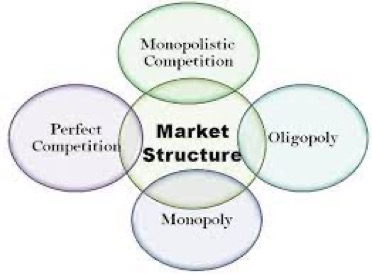 Monopolistic
Competition
Perfect
Competition
Market
Structure
Oligopoly
Monopoly